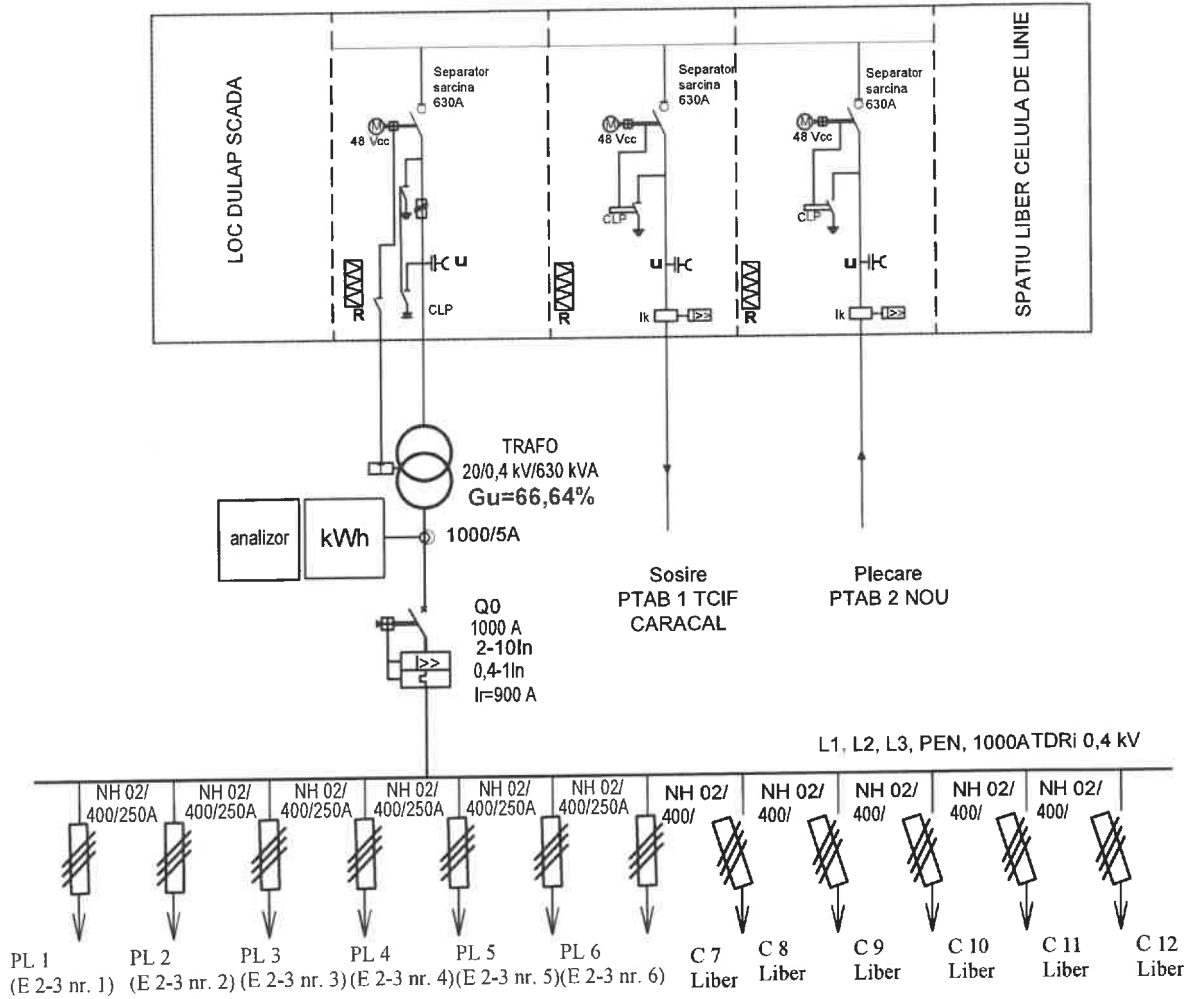 LOC DULAP SCADA
Separator
sarcina
630A
M
48 Vcc
u
R
CLP
Separator
sarcina
630A
M
48 Vcc
CLP
u
R
Ik
I>>
Separator
sarcina
630A
M
48 Vcc
CLP
u
R
Ik
I>>
SPATIU LIBER CELULA DE LINIE
TRAFO
20/0,4 kV/630 kVA
Gu=66,64%
analizor
kWh
1000/5A
Sosire
PTAB 1 TCIF
CARACAL
Plecare
PTAB 2 NOU
Q0
1000 A
2-10In
0,4-1In
Ir=900 A
I>>
L1, L2, L3, PEN, 1000ATDRi 0,4 kV
NH 02/ NH 02/ NH 02/ NH 02/ NH 02/ NH 02/ NH 02/ NH 02/ NH 02/ NH 02/ NH 02/
400/250A 400/250A 400/250A 400/250A 400/250A 400/250A 400/ 400/ 400/ 400/ 400/
PL 1 PL 2 PL 3 PL 4 PL 5 PL 6 C 7 C 8 C 9 C 10 C 11 C 12
(E 2-3 nr. 1) (E 2-3 nr. 2) (E 2-3 nr. 3) (E 2-3 nr. 4) (E 2-3 nr. 5) (E 2-3 nr. 6) Liber Liber Liber Liber Liber Liber